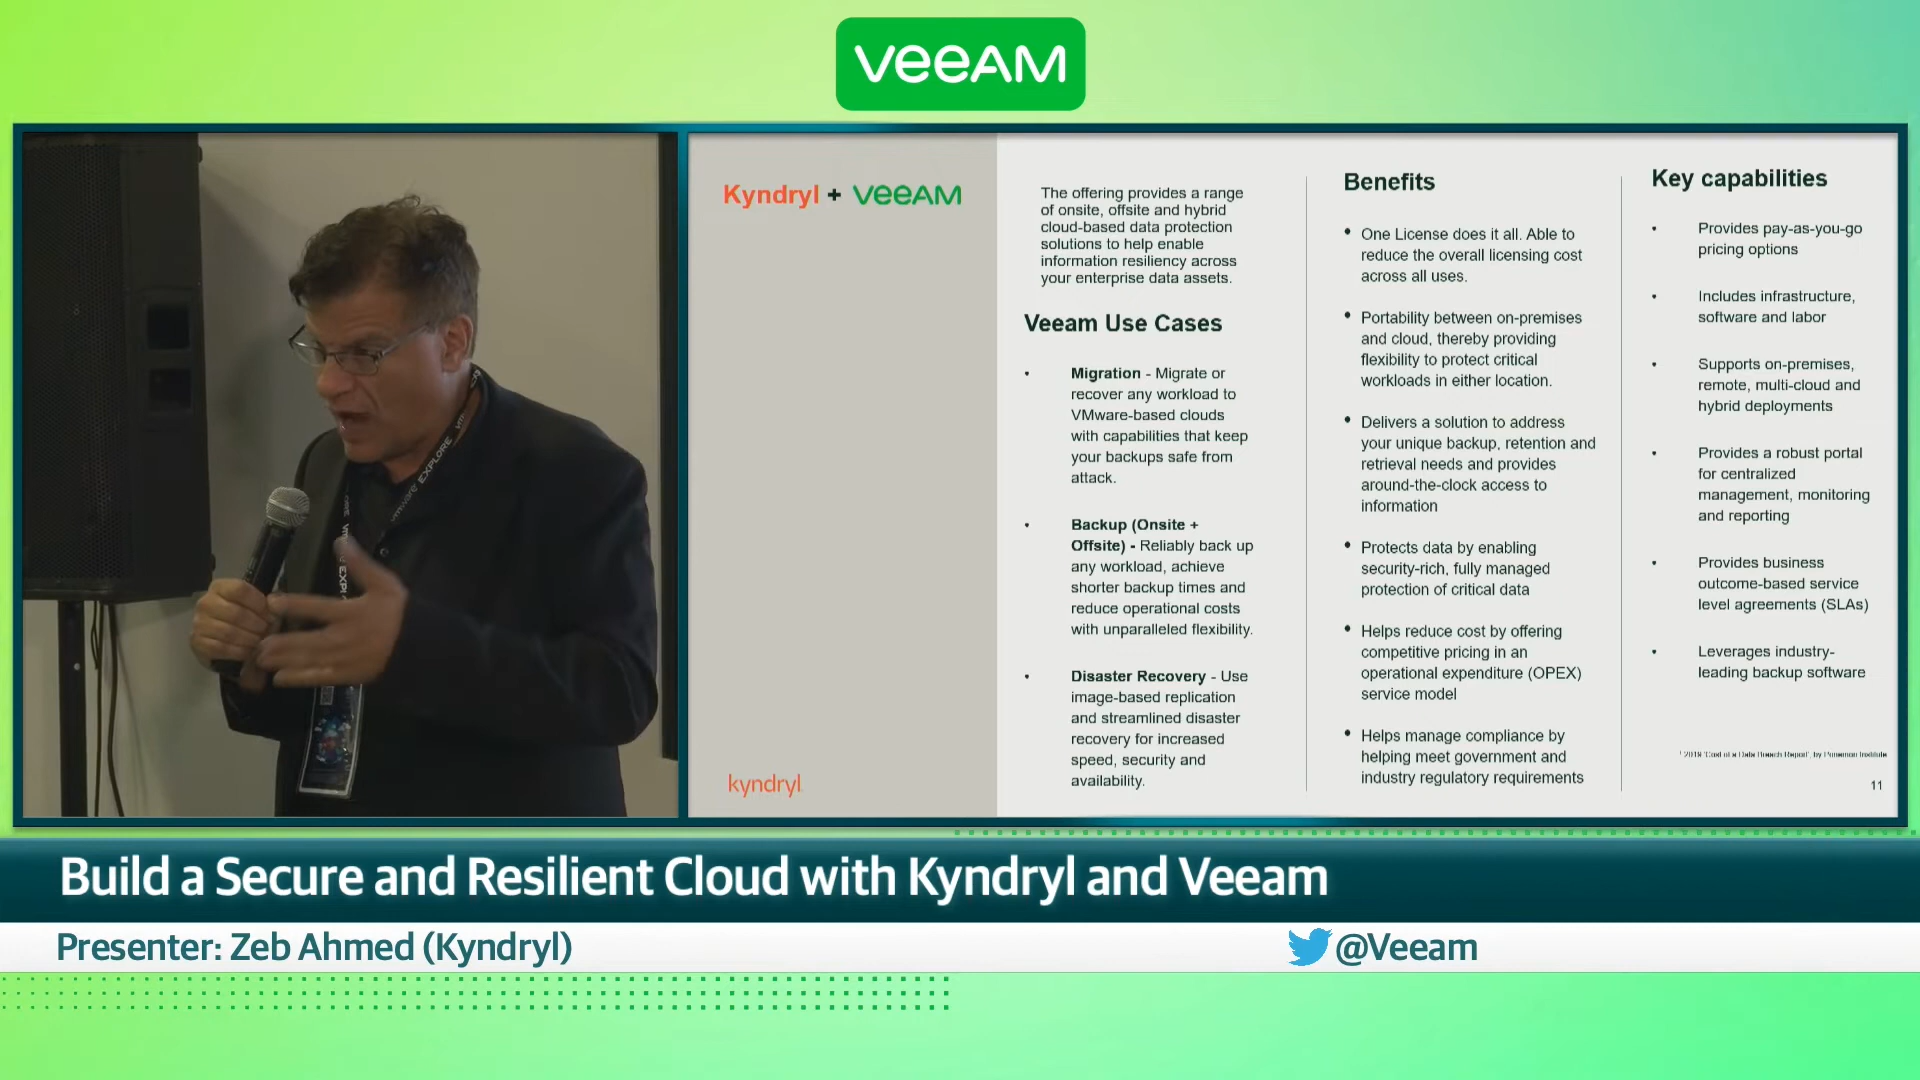 veeAM
Kyndryl + veeAM
The offering provides a range
of onsite, offsite and hybrid
cloud-based data protection
solutions to help enable
information resiliency across
your enterprise data assets.
Veeam Use Cases
• Migration - Migrate or
recover any workload to
VMware-based clouds
with capabilities that keep
your backups safe from
attack.
• Backup (Onsite +
Offsite) - Reliably back up
any workload, achieve
shorter backup times and
reduce operational costs
with unparalleled flexibility.
• Disaster Recovery - Use
image-based replication
and streamlined disaster
recovery for increased
speed, security and
availability.
Benefits
• One License does it all. Able to
reduce the overall licensing cost
across all uses.
• Portability between on-premises
and cloud, thereby providing
flexibility to protect critical
workloads in either location.
• Delivers a solution to address
your unique backup, retention and
retrieval needs and provides
around-the-clock access to
information
• Protects data by enabling
security-rich, fully managed
protection of critical data
• Helps reduce cost by offering
competitive pricing in an
operational expenditure (OPEX)
service model
• Helps manage compliance by
helping meet government and
industry regulatory requirements
Key capabilities
• Provides pay-as-you-go
pricing options
• Includes infrastructure,
software and labor
• Supports on-premises,
remote, multi-cloud and
hybrid deployments
• Provides a robust portal
for centralized
management, monitoring
and reporting
• Provides business
outcome-based service
level agreements (SLAs)
• Leverages industry-
leading backup software
¹ 2019 'Cost of a Data Breach Report', by Ponemon Institute
11
kyndryl
vmware EXPLORE
Build a Secure and Resilient Cloud with Kyndryl and Veeam
Presenter: Zeb Ahmed (Kyndryl)
@Veeam